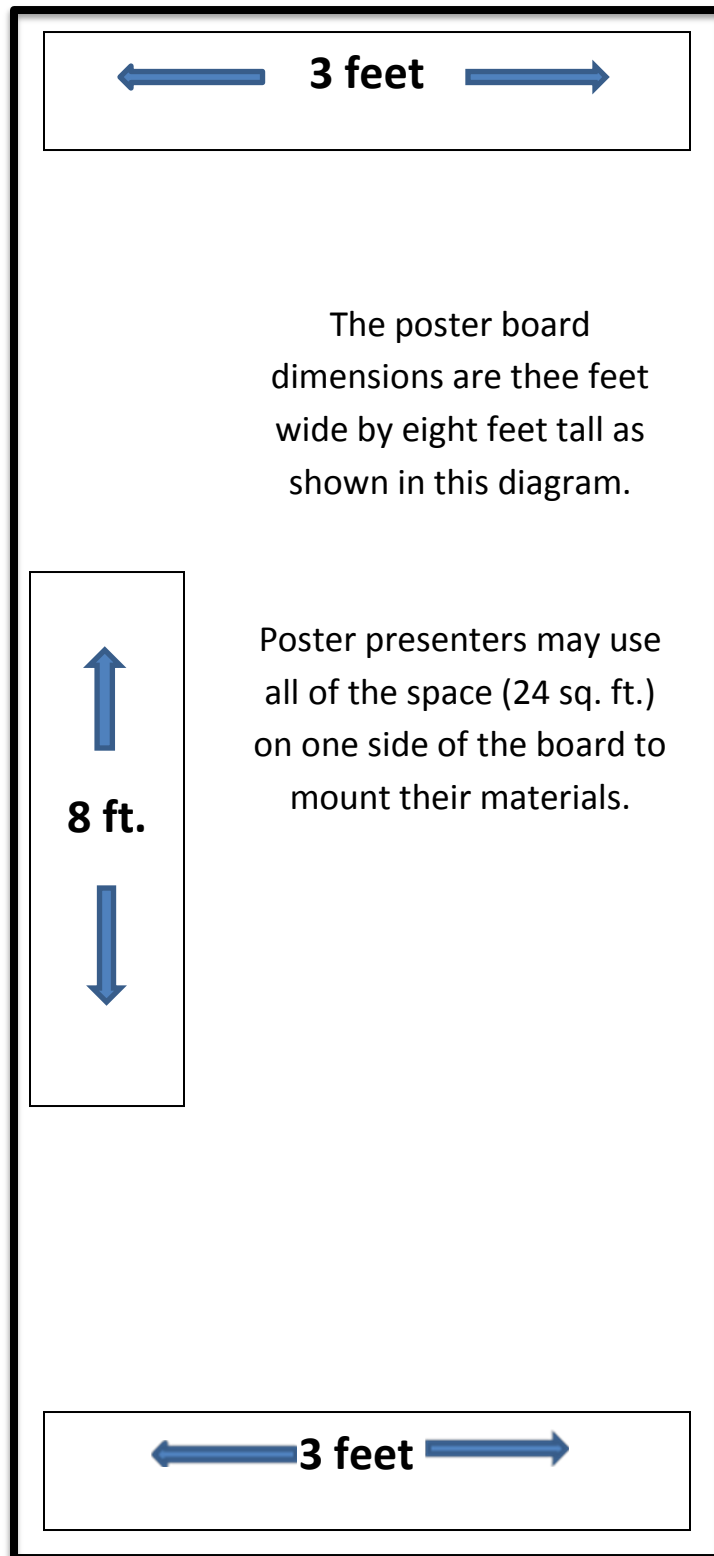 3 feet
The poster board
dimensions are thee feet
wide by eight feet tall as
shown in this diagram.
Poster presenters may use
all of the space (24 sq. ft.)
on one side of the board to
mount their materials.
8 ft.
3 feet